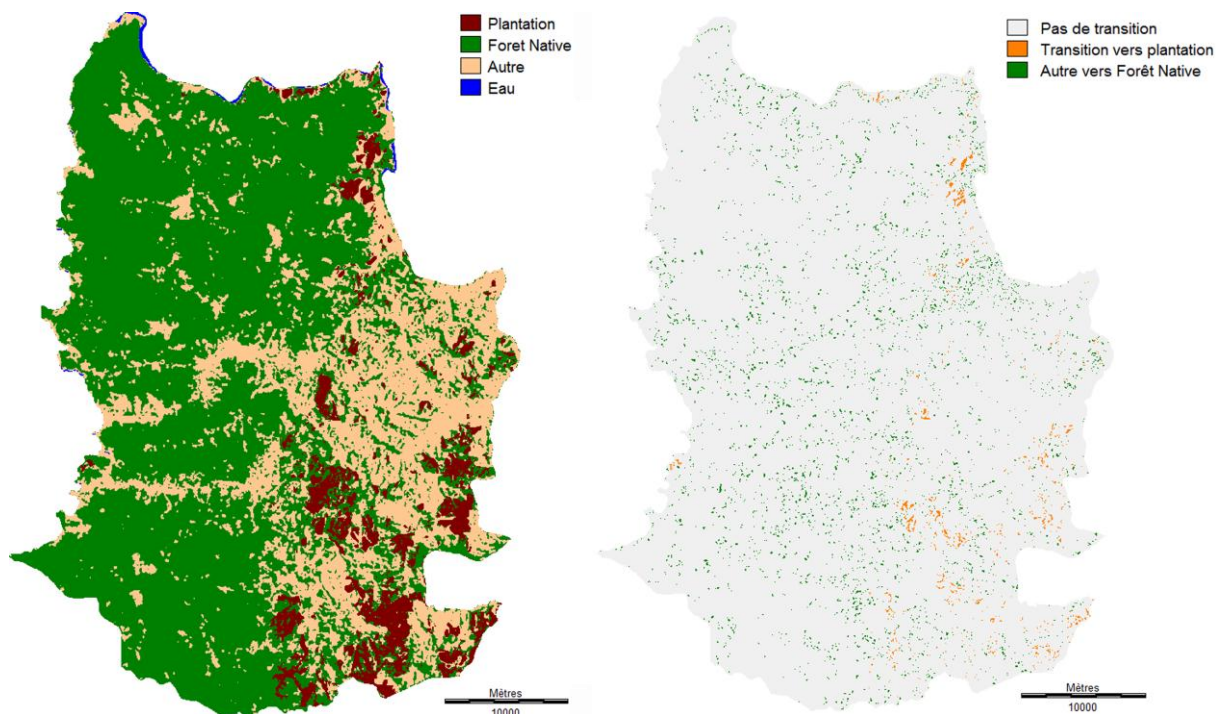 Plantation
Foret Native
Autre
Eau
Mètres
10000
Pas de transition
Transition vers plantation
Autre vers Forêt Native
Mètres
10000